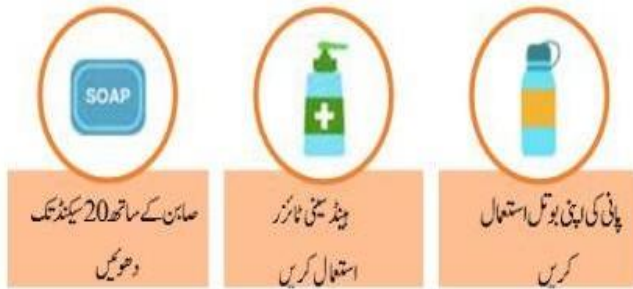 SOAP
پانی کی اپنی بوتل استعمال
کریں
ہینڈ سینی ٹائزر
استعمال کریں
صابن کے ساتھ 20 سیکنڈ تک
دھوئیں